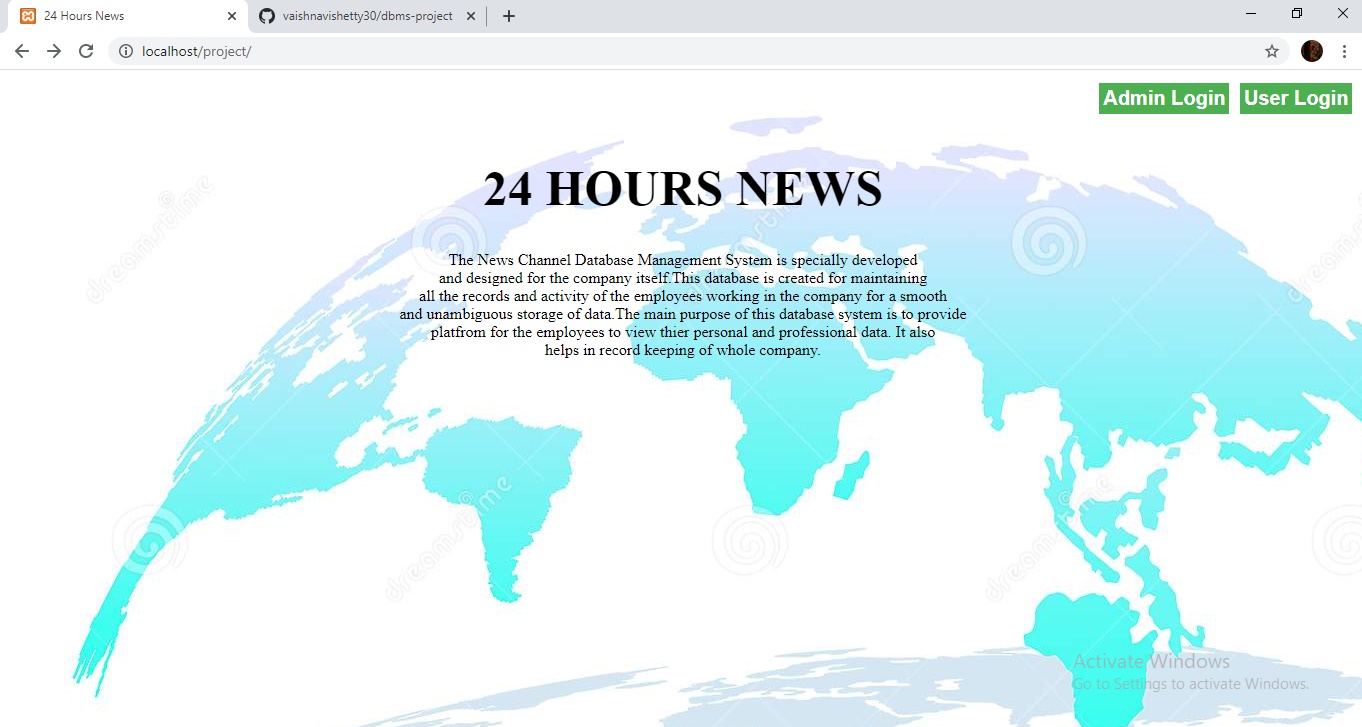 24 Hours News
vaishnavishetty30/dbms-project
localhost/project/
Admin Login User Login
24 HOURS NEWS
The News Channel Database Management System is specially developed
and designed for the company itself.This database is created for maintaining
all the records and activity of the employees working in the company for a smooth
and unambiguous storage of data.The main purpose of this database system is to provide
platfrom for the employees to view thier personal and professional data. It also
helps in record keeping of whole company.
dreamstime
dreamstime
dreamstime
dreamstime
dreamstime
Activate Windows
Go to Settings to activate Windows.